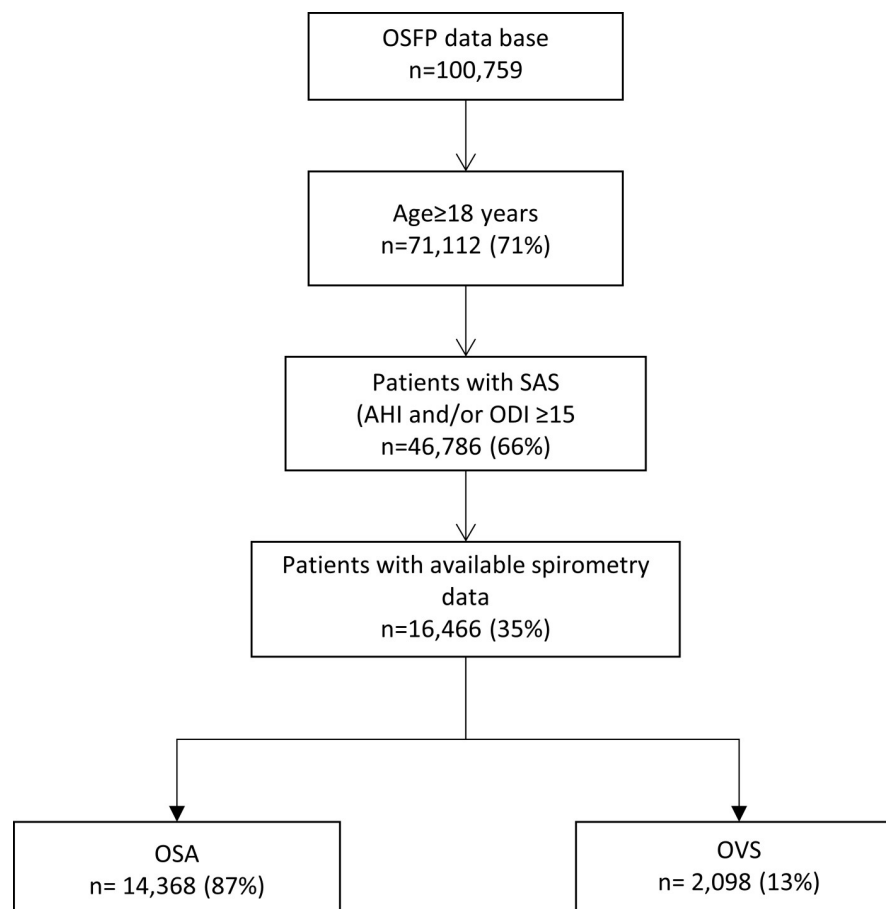 OSFP data base
n=100,759
Age≥18 years
n=71,112 (71%)
Patients with SAS
(AHI and/or ODI ≥15
n=46,786 (66%)
Patients with available spirometry
data
n=16,466 (35%)
OSA
n= 14,368 (87%)
OVS
n= 2,098 (13%)